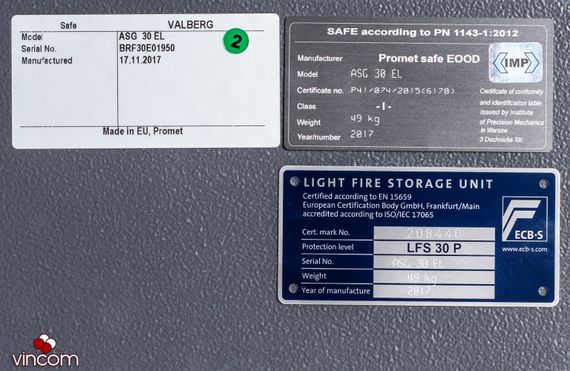 Safe VALBERG
Model ASG 30 EL
Serial No. BRF30E01950
Manufactured 17.11.2017
2
Made in EU, Promet
SAFE according to PN 1143-1:2012
Manufacturer Promet safe EOOD
Model ASG 30 EL
Certificate no. P41/074/2015(6170)
Class -I-
Weight 49 kg
Year/number 2017
IMP
Certificate of conformity
and identification table
issued by Institute
of Precision Mechanics
in Warsaw
3 Duchnicka Str.
LIGHT FIRE STORAGE UNIT
Certified according to EN 15659
European Certification Body GmbH, Frankfurt/Main
accredited according to ISO/IEC 17065
Cert. mark No. 208440
Protection level LFS 30 P
Serial No. ASG 30 EL
Weight 49 kg
Year of manufacture 2017
ECB·S
www.ecb-s.com
vincom